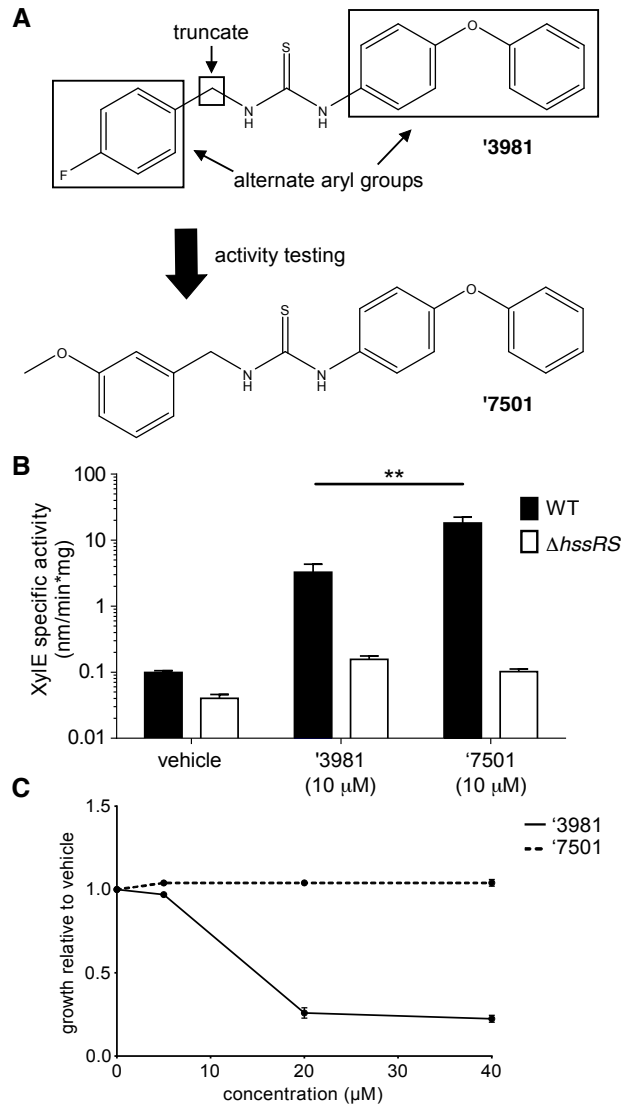 A
truncate
S
O
N
H
N
H
F
'3981
alternate aryl groups
activity testing
S
O
O
N
H
N
H
'7501
B
**
WT
ΔhssRS
XylE specific activity
(nm/min*mg)
100
10
1
0.1
0.01
vehicle
'3981
(10 μM)
‘7501
(10 μM)
C
‘3981
‘7501
growth relative to vehicle
1.5
1.0
0.5
0.0
0
10
20
30
40
concentration (μM)